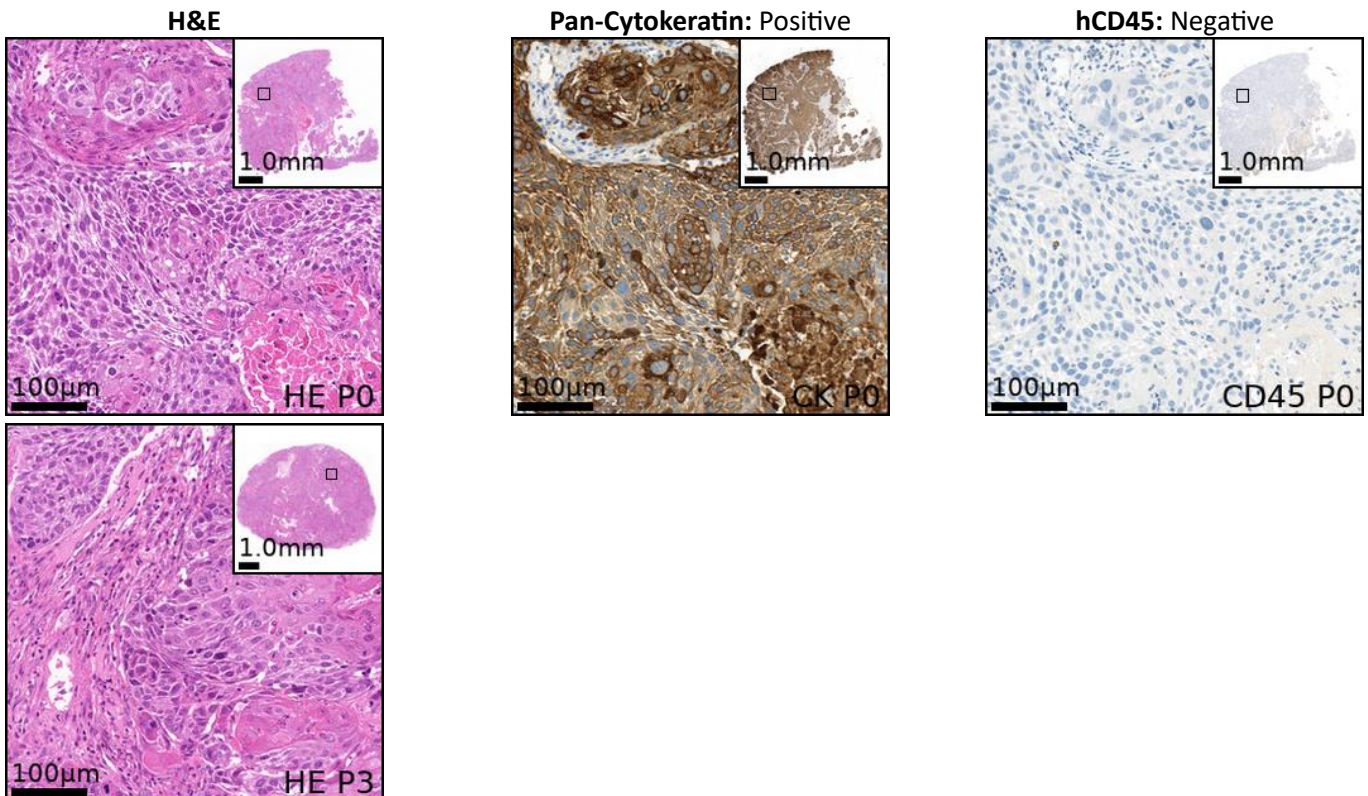 H&E
Pan-Cytokeratin: Positive
hCD45: Negative
1.0mm
100µm
HE P0
1.0mm
100µm
CK P0
1.0mm
100µm
CD45 P0
1.0mm
100µm
HE P3